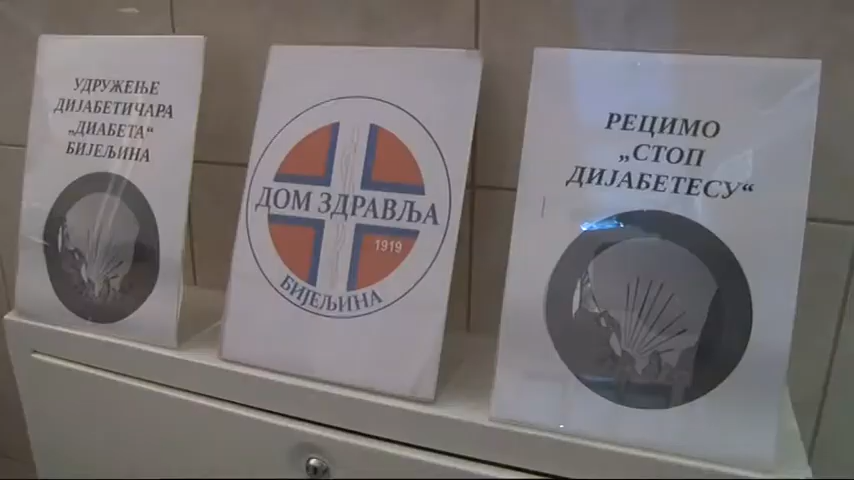 УДРУЖЕЊЕ
ДИЈАБЕТИЧАРА
„ДИАБЕТА“
БИЈЕЉИНА
ДОМ ЗДРАВЉА
1919
БИЈЕЉИНА
РЕЦИМО
„СТОП
ДИЈАБЕТЕСУ“